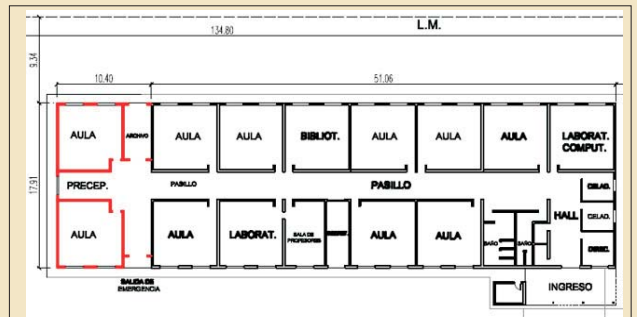 L.M.
134.80
9.34
10.40
51.06
AULA
ARCHIVO
AULA
AULA
BIBLIOT.
AULA
AULA
AULA
LABORAT.
COMPUT.
17.91
PRECEP.
PASILLO
PASILLO
CELAD.
HALL
CELAD.
AULA
AULA
LABORAT.
SALA DE
PROFESORES
AULA
AULA
BAÑO
BAÑO
DIREC.
SALIDA DE
EMERGENCIA
INGRESO